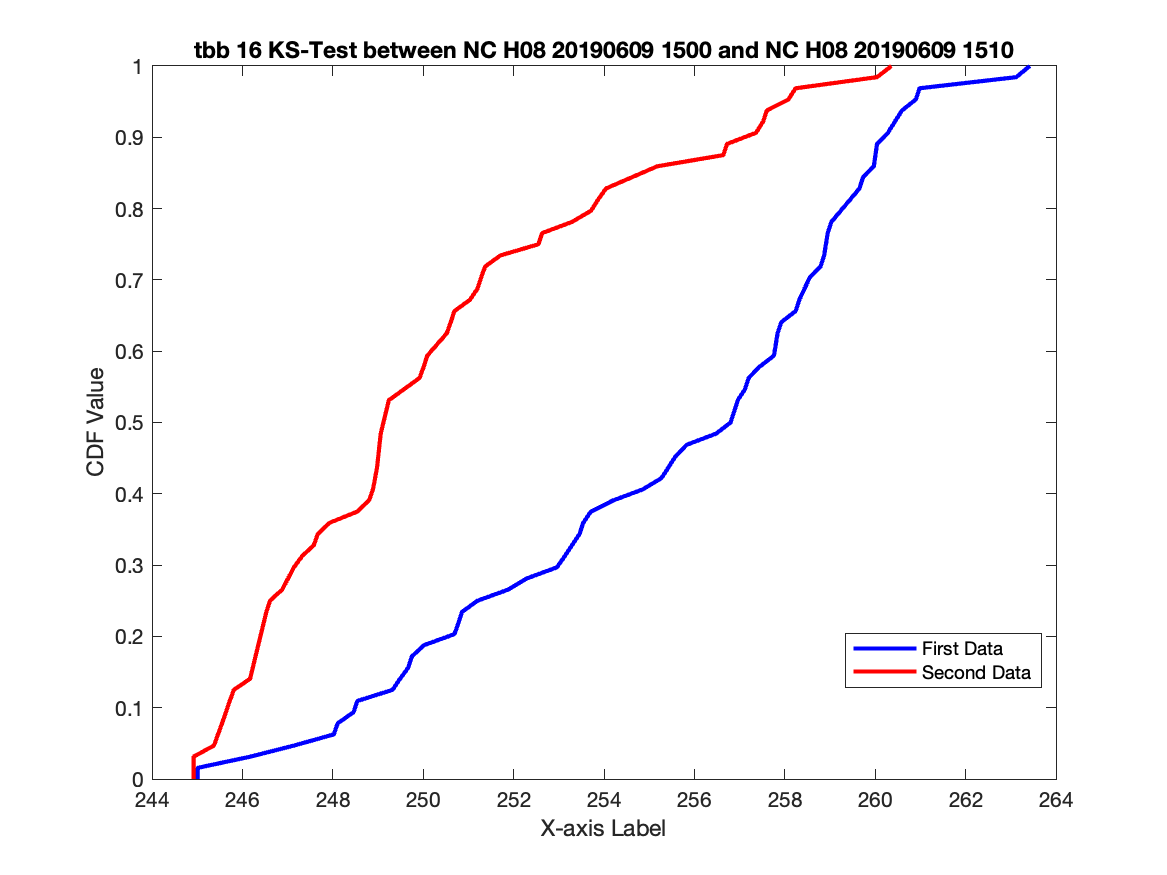 tbb 16 KS-Test between NC H08 20190609 1500 and NC H08 20190609 1510
1
0.9
0.8
0.7
0.6
0.5
0.4
0.3
0.2
0.1
0
CDF Value
First Data
Second Data
244 246 248 250 252 254 256 258 260 262 264
X-axis Label